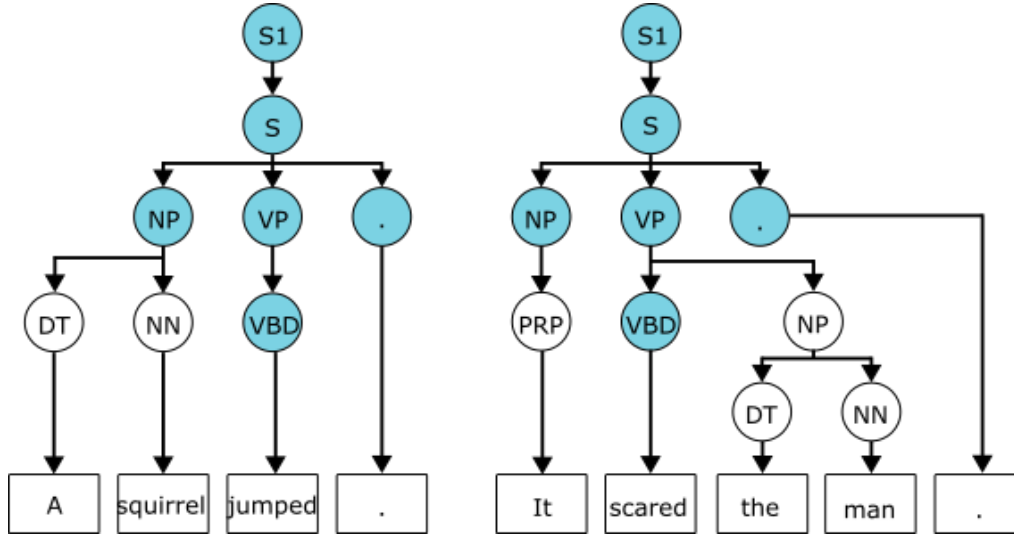 S1 S1
S S
NP VP . NP VP .
DT NN VBD PRP VBD NP
DT NN
A squirrel jumped . It scared the man .